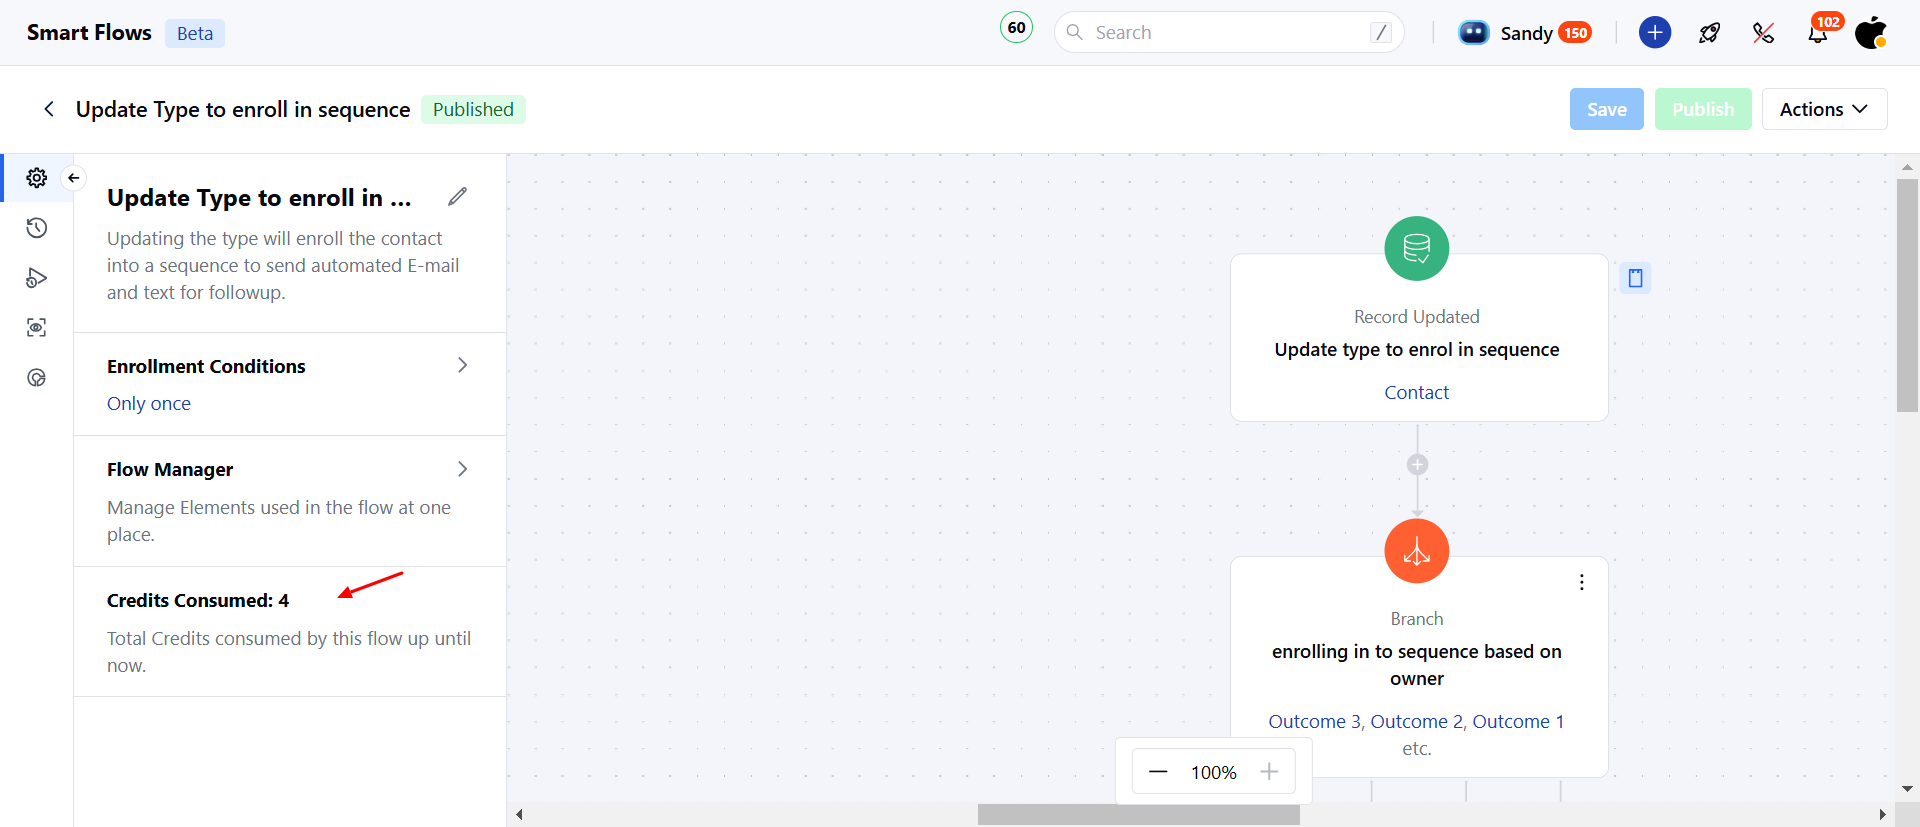 Smart Flows Beta
60
Search /
Sandy 150
102
Update Type to enroll in sequence Published
Save Publish Actions
Update Type to enroll in ...
Updating the type will enroll the contact
into a sequence to send automated E-mail
and text for followup.
Enrollment Conditions
Only once
Flow Manager
Manage Elements used in the flow at one
place.
Credits Consumed: 4
Total Credits consumed by this flow up until
now.
Record Updated
Update type to enrol in sequence
Contact
Branch
enrolling in to sequence based on
owner
Outcome 3, Outcome 2, Outcome 1
etc.
100%